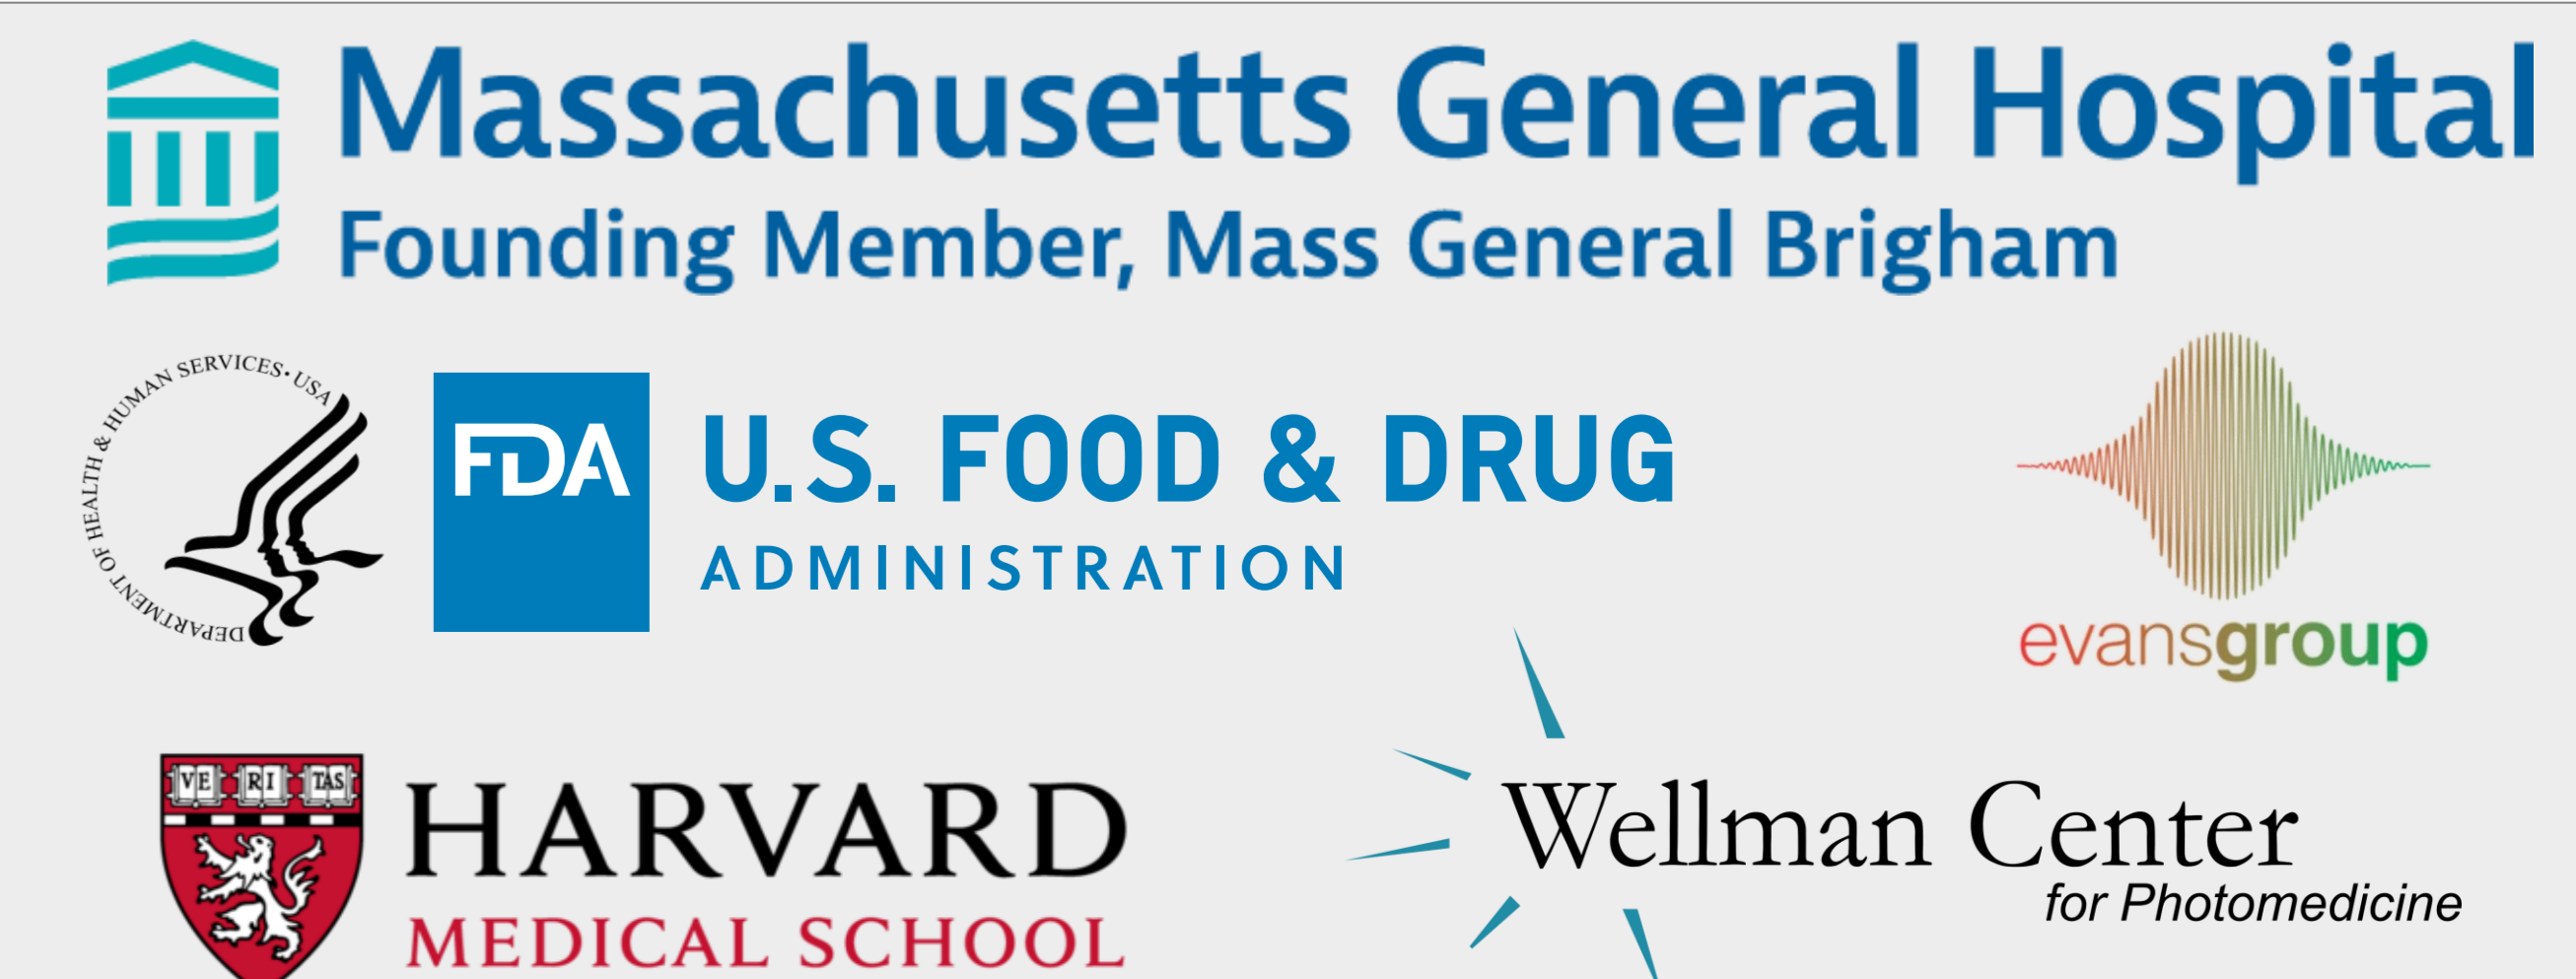 Massachusetts General Hospital
Founding Member, Mass General Brigham
DEPARTMENT OF HEALTH & HUMAN SERVICES • USA
FDA
U.S. FOOD & DRUG
ADMINISTRATION
evansgroup
VE RI TAS
HARVARD
MEDICAL SCHOOL
Wellman Center
for Photomedicine